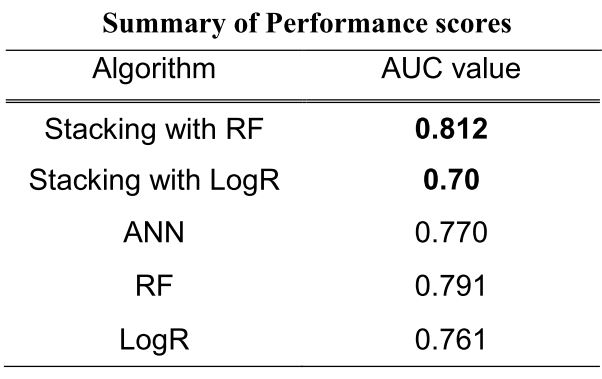 Summary of Performance scores
Algorithm AUC value
Stacking with RF 0.812
Stacking with LogR 0.70
ANN 0.770
RF 0.791
LogR 0.761